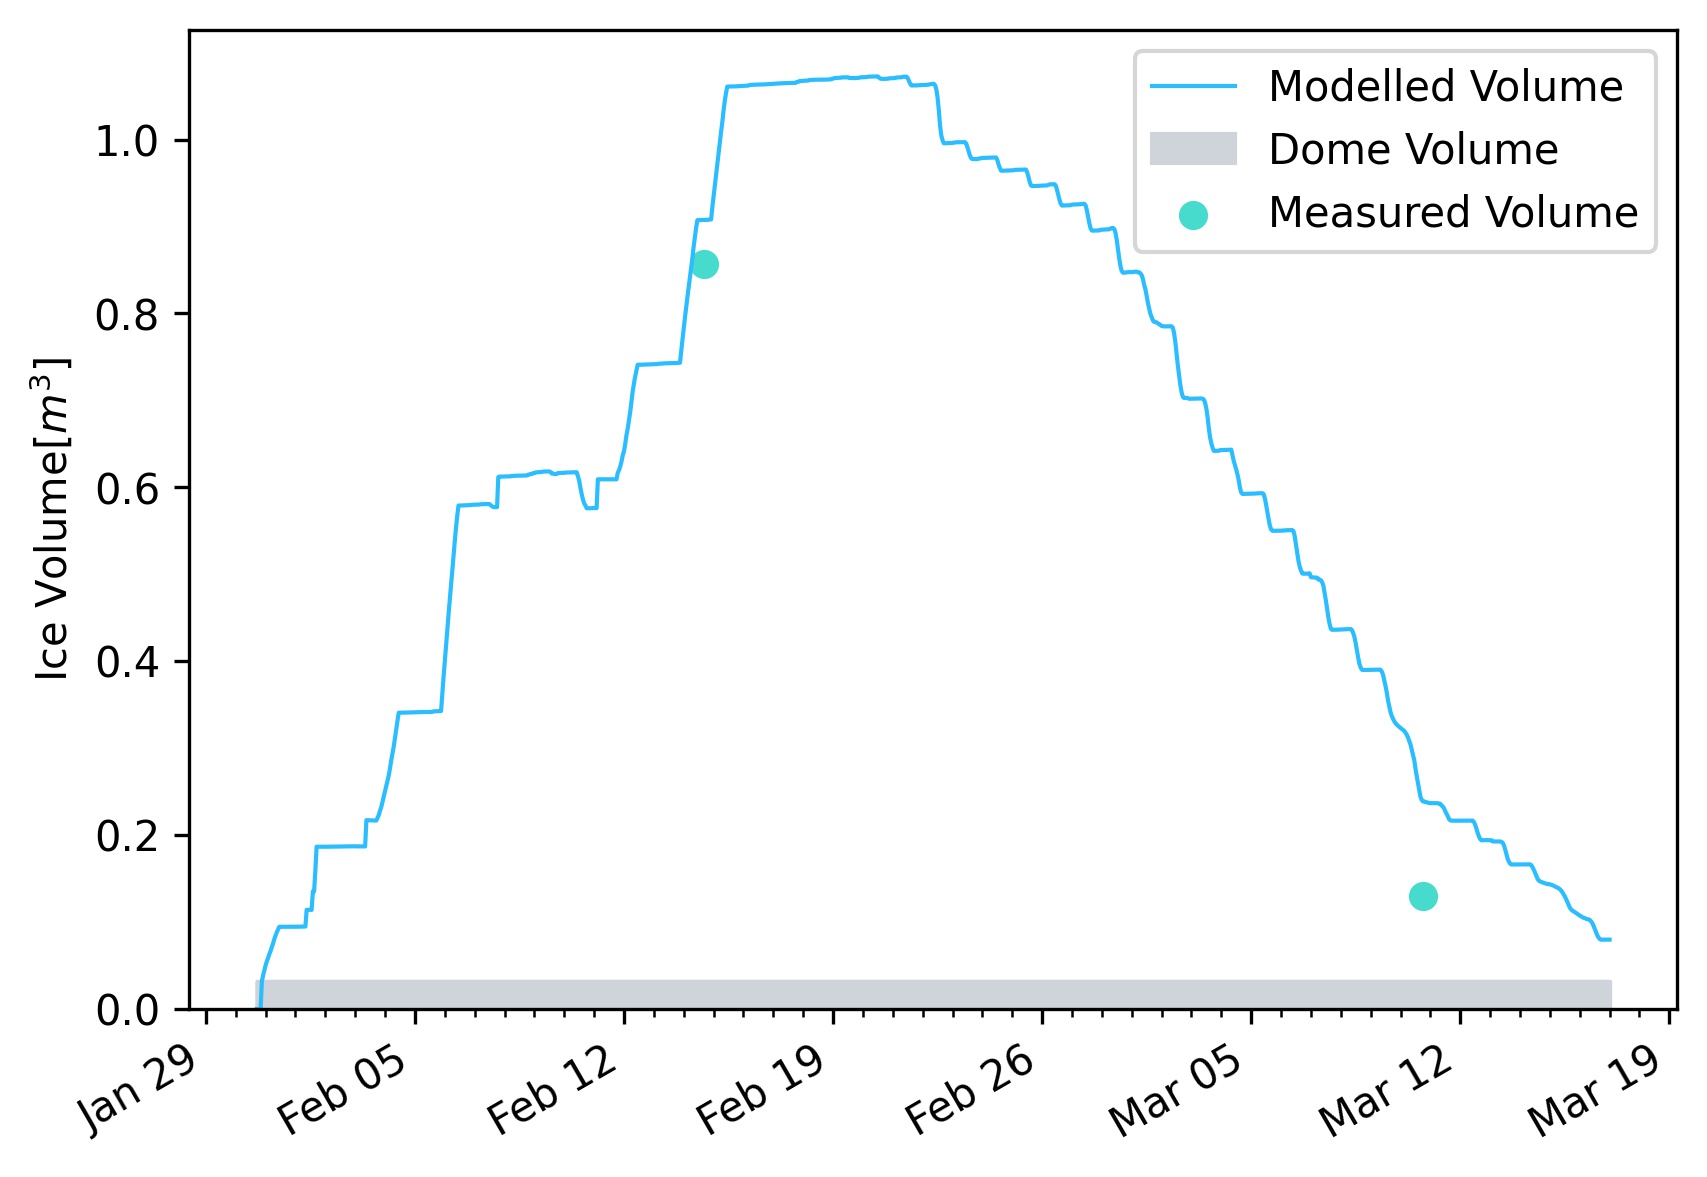 Modelled Volume
Dome Volume
Measured Volume
Ice Volume[m³]
1.0
0.8
0.6
0.4
0.2
0.0
Jan 29
Feb 05
Feb 12
Feb 19
Feb 26
Mar 05
Mar 12
Mar 19